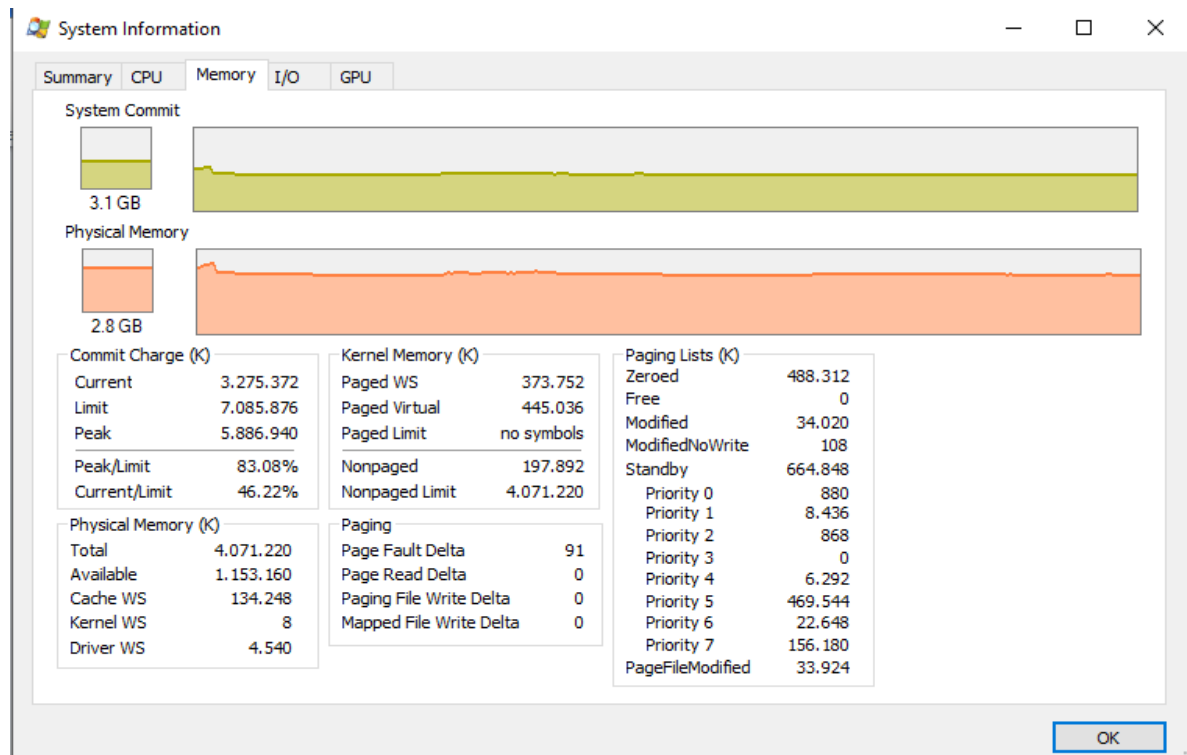 System Information
Summary CPU Memory I/O GPU
System Commit
3.1 GB
Physical Memory
2.8 GB
Commit Charge (K)
Current 3.275.372
Limit 7.085.876
Peak 5.886.940
Peak/Limit 83.08%
Current/Limit 46.22%
Physical Memory (K)
Total 4.071.220
Available 1.153.160
Cache WS 134.248
Kernel WS 8
Driver WS 4.540
Kernel Memory (K)
Paged WS 373.752
Paged Virtual 445.036
Paged Limit no symbols
Nonpaged 197.892
Nonpaged Limit 4.071.220
Paging
Page Fault Delta 91
Page Read Delta 0
Paging File Write Delta 0
Mapped File Write Delta 0
Paging Lists (K)
Zeroed 488.312
Free 0
Modified 34.020
ModifiedNoWrite 108
Standby 664.848
Priority 0 880
Priority 1 8.436
Priority 2 868
Priority 3 0
Priority 4 6.292
Priority 5 469.544
Priority 6 22.648
Priority 7 156.180
PageFileModified 33.924
OK